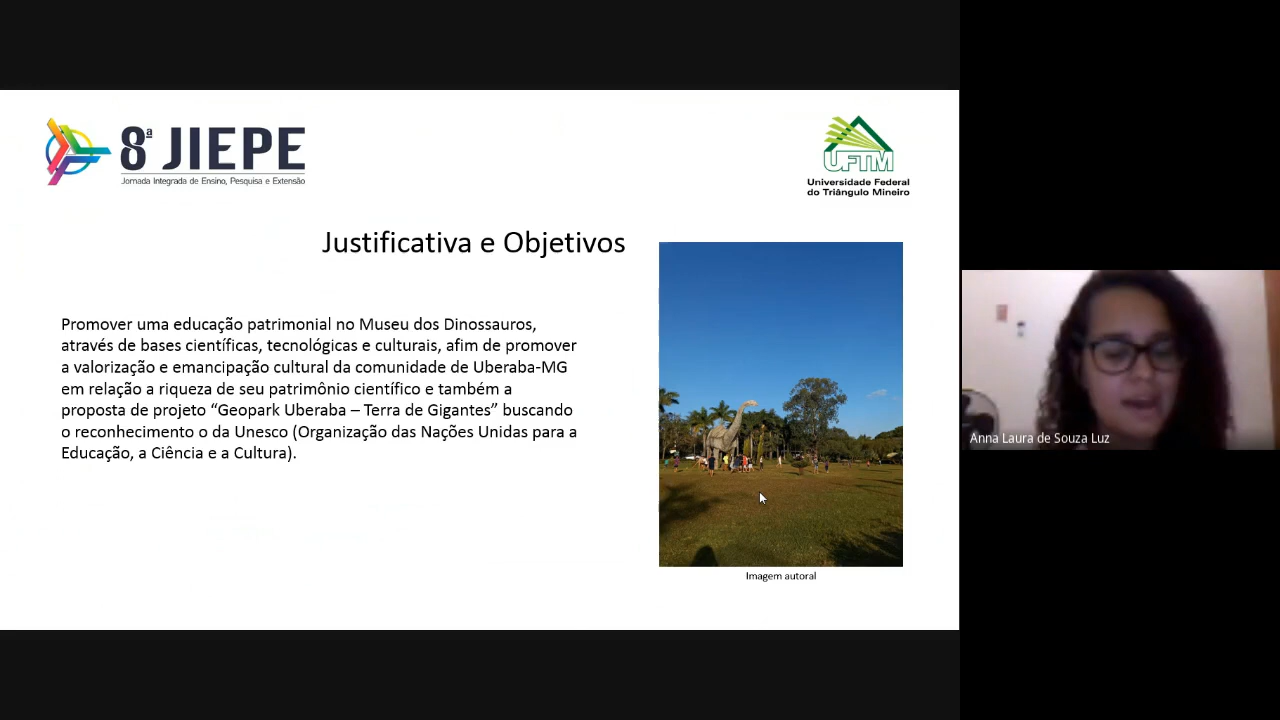 8ª JIEPE
Jornada Integrada de Ensino, Pesquisa e Extensão
UFTM
Universidade Federal
do Triângulo Mineiro
Justificativa e Objetivos
Promover uma educação patrimonial no Museu dos Dinossauros,
através de bases científicas, tecnológicas e culturais, afim de promover
a valorização e emancipação cultural da comunidade de Uberaba-MG
em relação a riqueza de seu patrimônio científico e também a
proposta de projeto “Geopark Uberaba – Terra de Gigantes” buscando
o reconhecimento o da Unesco (Organização das Nações Unidas para a
Educação, a Ciência e a Cultura).
Imagem autoral
Anna Laura de Souza Luz